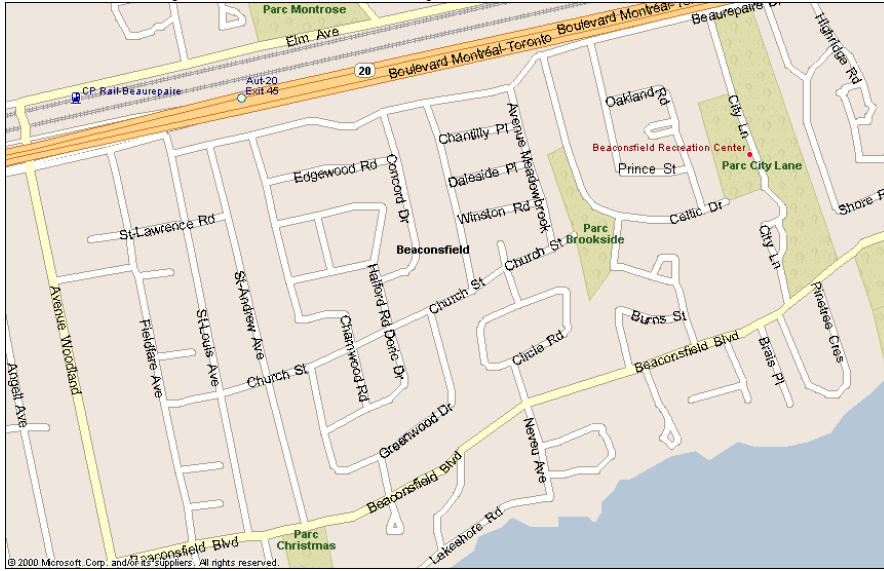 Parc Montrose
Elm Ave
Boulevard Montréal-Toronto
Boulevard Montréal-To
Beaurepaire D
Highridge Rd
20
Aut-20
Exit 45
CP Rail-Beaurepaire
Oakland Rd
City Ln
Avenue Meadowbrook
Chantilly Pl
Beaconsfield Recreation Center
Parc City Lane
Prince St
Edgewood Rd
Concord Dr
Daleside Pl
Winston Rd
Celtic Dr
Shore
St-Lawrence Rd
Parc
Brookside
Beaconsfield
Church St
City Ln
Avenue Woodland
Fieldfare Ave
St-Louis Ave
St-Andrew Ave
Halford Rd
Doric Dr
Charnwood Rd
Church St
Church St
Burns St
Pinetree Cres
Angell Ave
Clicle Rd
Beaconsfield Blvd
Brais Pl
Greenwood Dr
Neveu Ave
Beaconsfield Blvd
Lakeshore Rd
Parc
Christmas
Beaconsfield Blvd
© 2000 Microsoft Corp. and/or its suppliers. All rights reserved.